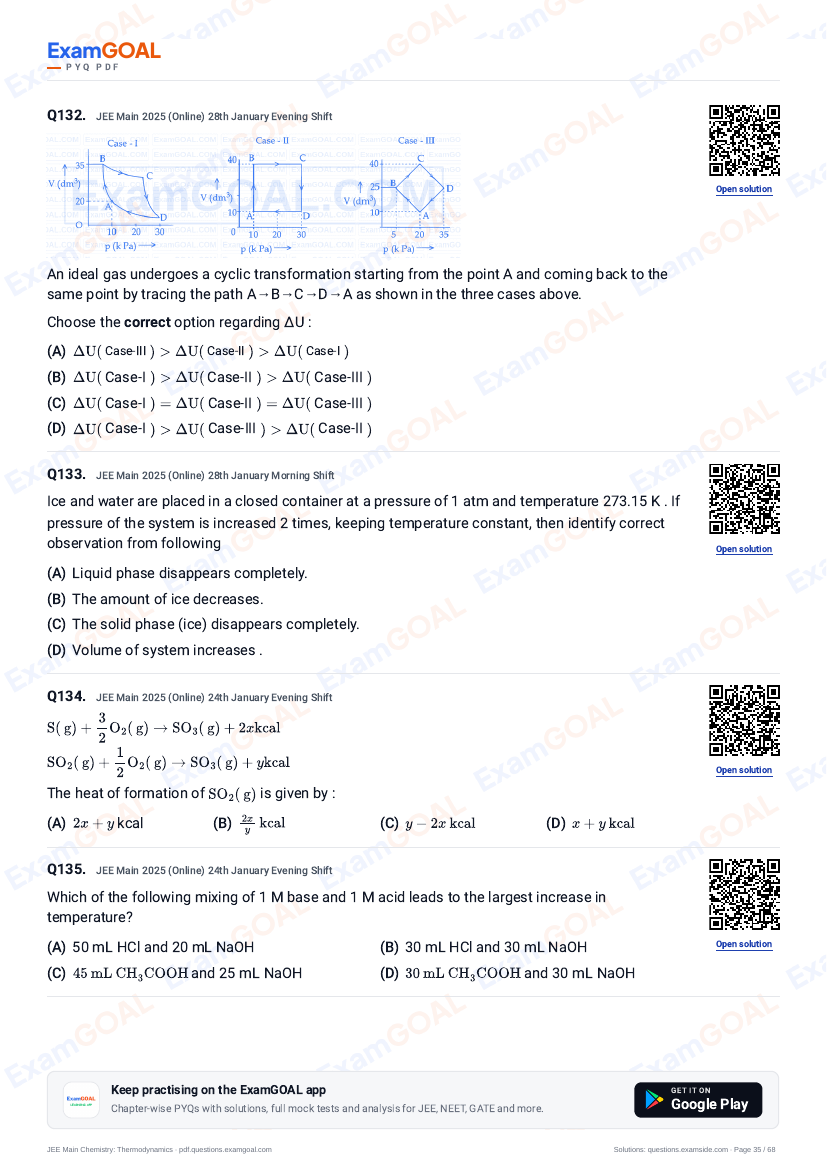 ExamGOAL
PYQ PDF
Q132. JEE Main 2025 (Online) 28th January Evening Shift
Case - I
Case - II
Case - III
35
V (dm³)
20
O
10 20 30
p (k Pa)
A B C D
40
V (dm³)
10
0
10 20 30
p (k Pa)
A B C D
40
25
V (dm³)
10
5 20 35
p (k Pa)
A B C D
Open solution
An ideal gas undergoes a cyclic transformation starting from the point A and coming back to the
same point by tracing the path A→B→C→D→A as shown in the three cases above.
Choose the correct option regarding ΔU :
(A) ΔU( Case-III ) > ΔU( Case-II ) > ΔU( Case-I )
(B) ΔU( Case-I ) > ΔU( Case-II ) > ΔU( Case-III )
(C) ΔU( Case-I ) = ΔU( Case-II ) = ΔU( Case-III )
(D) ΔU( Case-I ) > ΔU( Case-III ) > ΔU( Case-II )
Q133. JEE Main 2025 (Online) 28th January Morning Shift
Open solution
Ice and water are placed in a closed container at a pressure of 1 atm and temperature 273.15 K . If
pressure of the system is increased 2 times, keeping temperature constant, then identify correct
observation from following
(A) Liquid phase disappears completely.
(B) The amount of ice decreases.
(C) The solid phase (ice) disappears completely.
(D) Volume of system increases .
Q134. JEE Main 2025 (Online) 24th January Evening Shift
Open solution
S( g) + 3/2 O₂( g) → SO₃( g) + 2xkcal
SO₂( g) + 1/2 O₂( g) → SO₃( g) + ykcal
The heat of formation of SO₂( g) is given by :
(A) 2x + y kcal (B) 2x/y kcal (C) y − 2x kcal (D) x + y kcal
Q135. JEE Main 2025 (Online) 24th January Evening Shift
Open solution
Which of the following mixing of 1 M base and 1 M acid leads to the largest increase in
temperature?
(A) 50 mL HCl and 20 mL NaOH (B) 30 mL HCl and 30 mL NaOH
(C) 45 mL CH₃COOH and 25 mL NaOH (D) 30 mL CH₃COOH and 30 mL NaOH
ExamGOAL
Keep practising on the ExamGOAL app
Chapter-wise PYQs with solutions, full mock tests and analysis for JEE, NEET, GATE and more.
GET IT ON
Google Play
JEE Main Chemistry: Thermodynamics · pdf.questions.examgoal.com
Solutions: questions.examside.com · Page 35 / 68